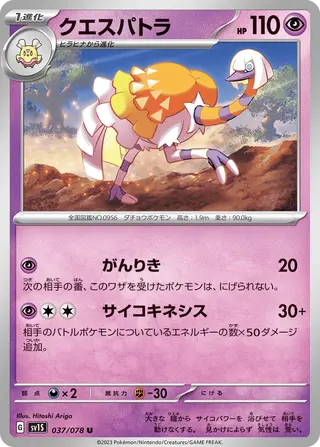 1進化
クエスパトラ
HP 110
ヒラヒナから進化
全国図鑑NO.0956 ダチョウポケモン 高さ:1.9m 重さ:90.0kg
がんりき 20
次の相手の番、このワザを受けたポケモンは、にげられない。
サイコキネシス 30+
相手のバトルポケモンについているエネルギーの数×50ダメージ
追加。
弱点 ×2 抵抗力 -30 にげる
Illus. Hitoshi Ariga
G sv1S 037/078 U
大きな 瞳から サイコパワーを 浴びせて 相手を
動けなくさせる。 見かけによらず 気性が 荒い。
©2023 Pokémon/Nintendo/Creatures/GAME FREAK.